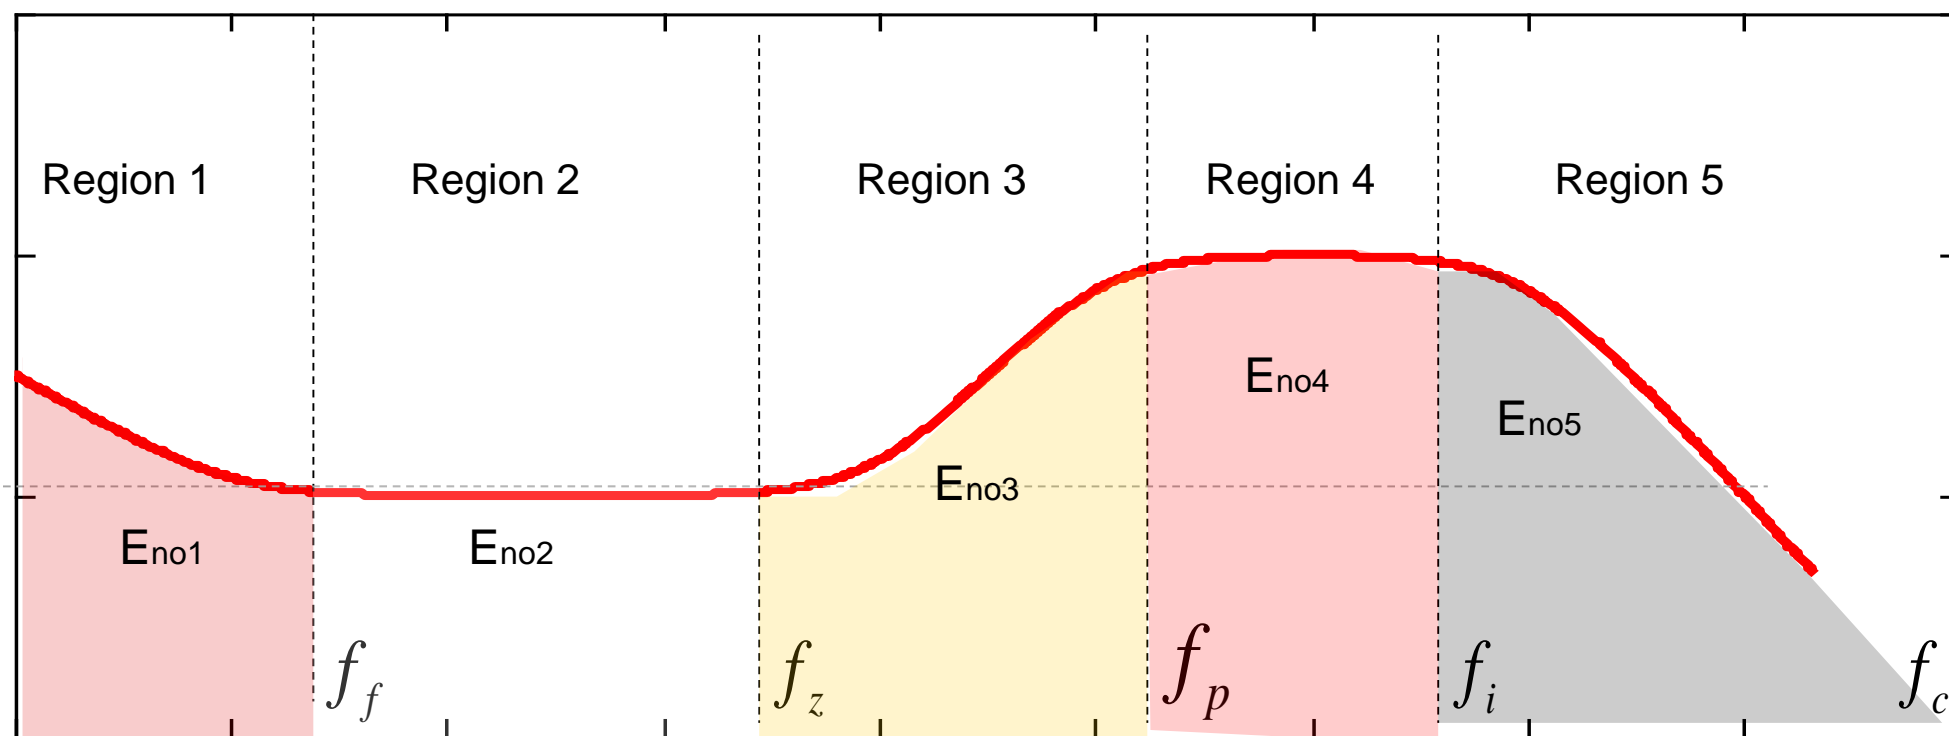 Region 1
Region 2
Region 3
Region 4
Region 5
Eno4
Eno5
Eno3
Eno1
Eno2
ff
fz
fp
fi
fc